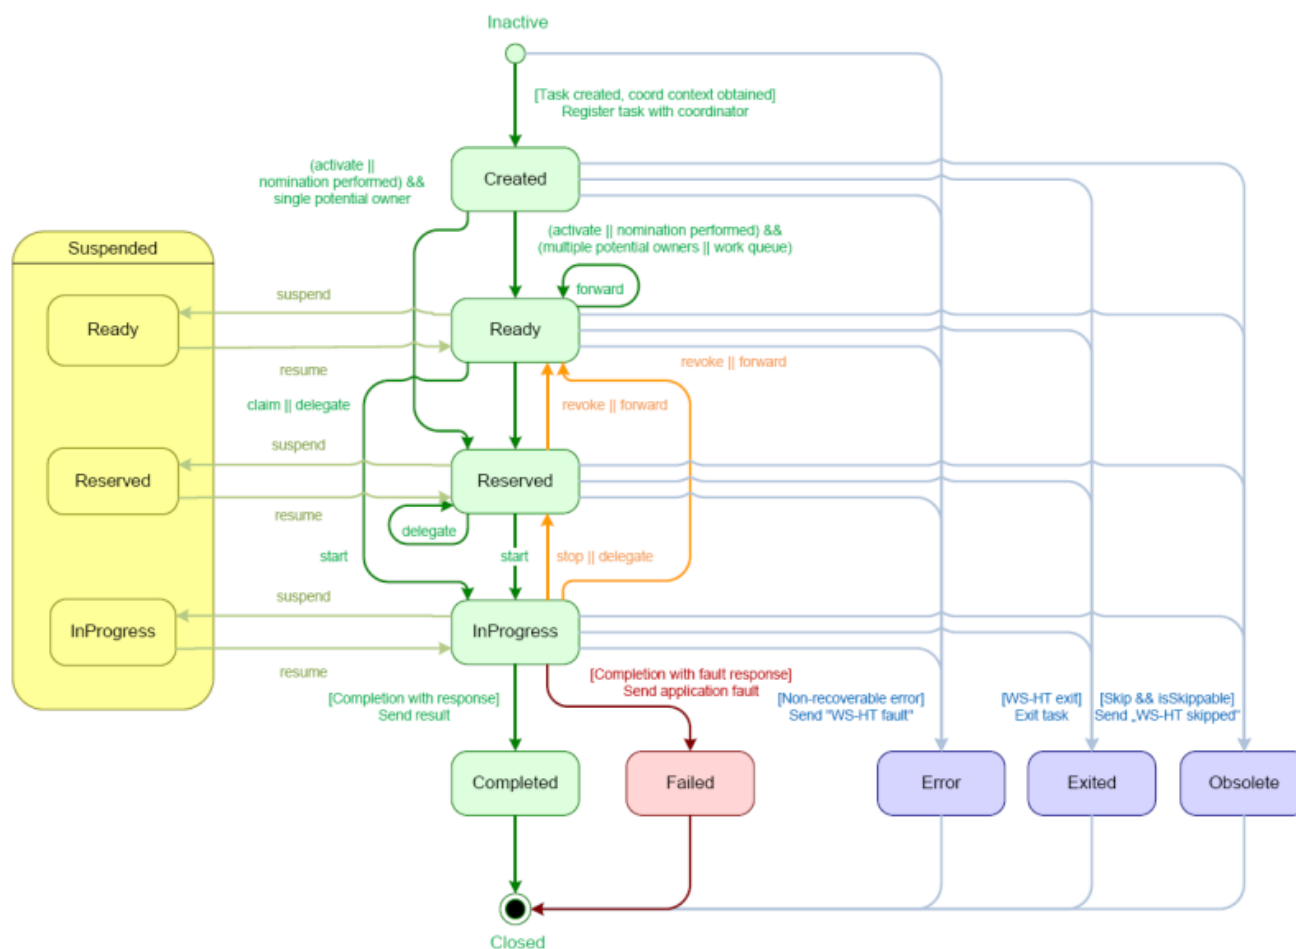 Inactive
[Task created, coord context obtained]
Register task with coordinator
(activate ||
nomination performed) &&
single potential owner
Created
(activate || nomination performed) &&
(multiple potential owners || work queue)
Suspended
forward
suspend
Ready
Ready
resume
revoke || forward
claim || delegate
revoke || forward
suspend
Reserved
Reserved
resume
delegate
start
start
stop || delegate
suspend
InProgress
InProgress
resume
[Completion with response]
Send result
[Completion with fault response]
Send application fault
[Non-recoverable error]
Send "WS-HT fault"
[WS-HT exit]
Exit task
[Skip && isSkippable]
Send „WS-HT skipped"
Completed
Failed
Error
Exited
Obsolete
Closed